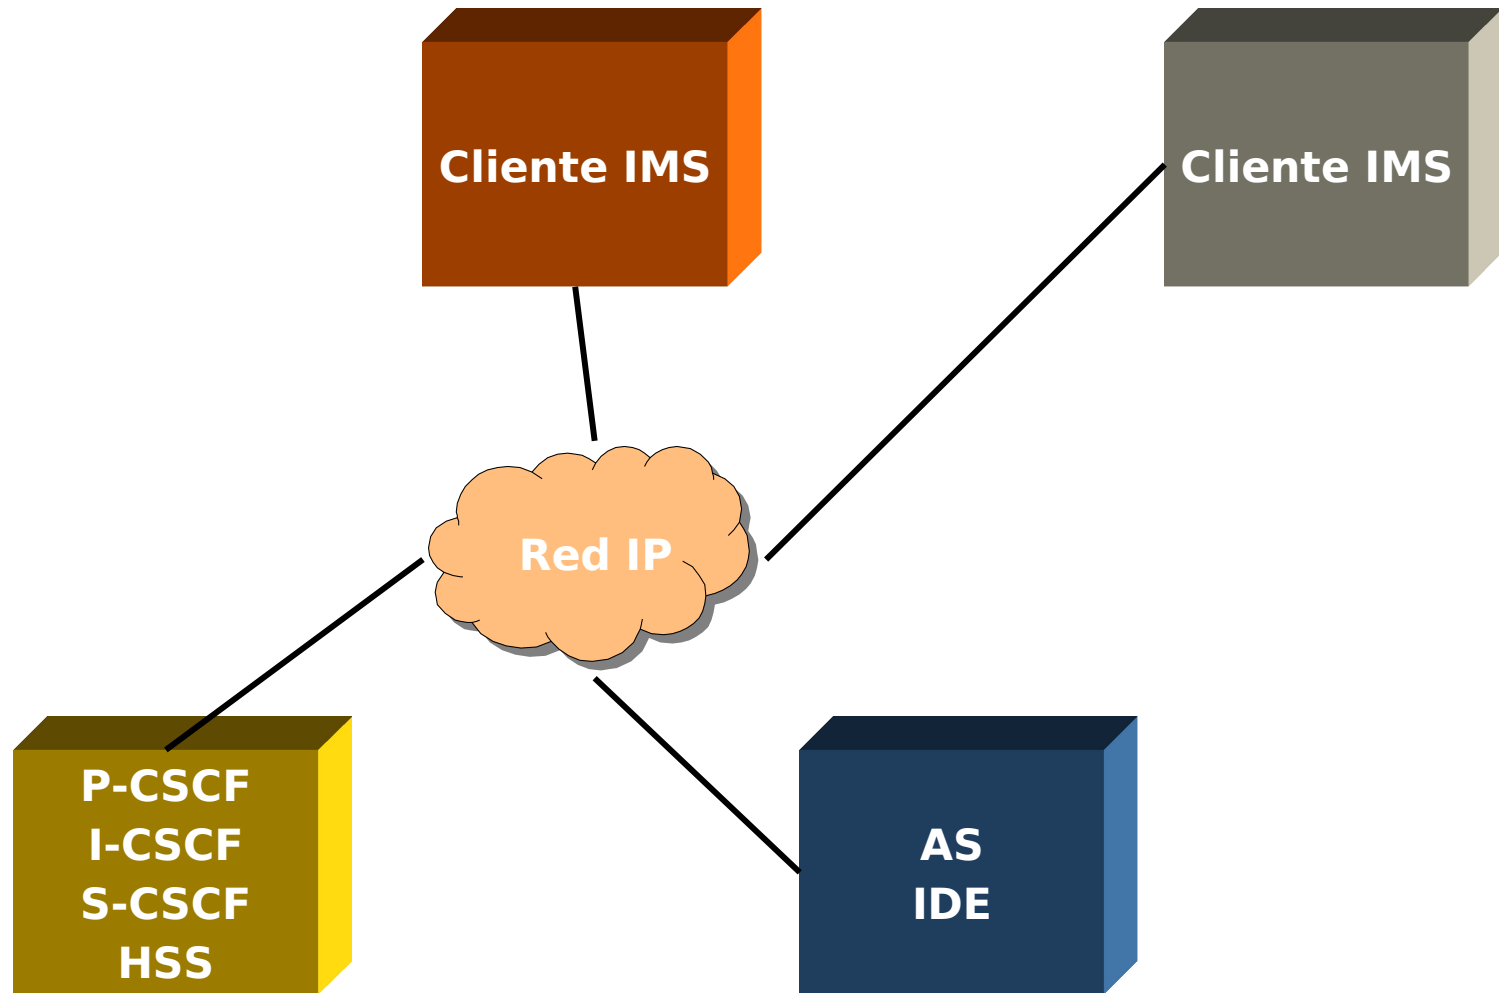 Cliente IMS
Cliente IMS
Red IP
P-CSCF
I-CSCF
S-CSCF
HSS
AS
IDE